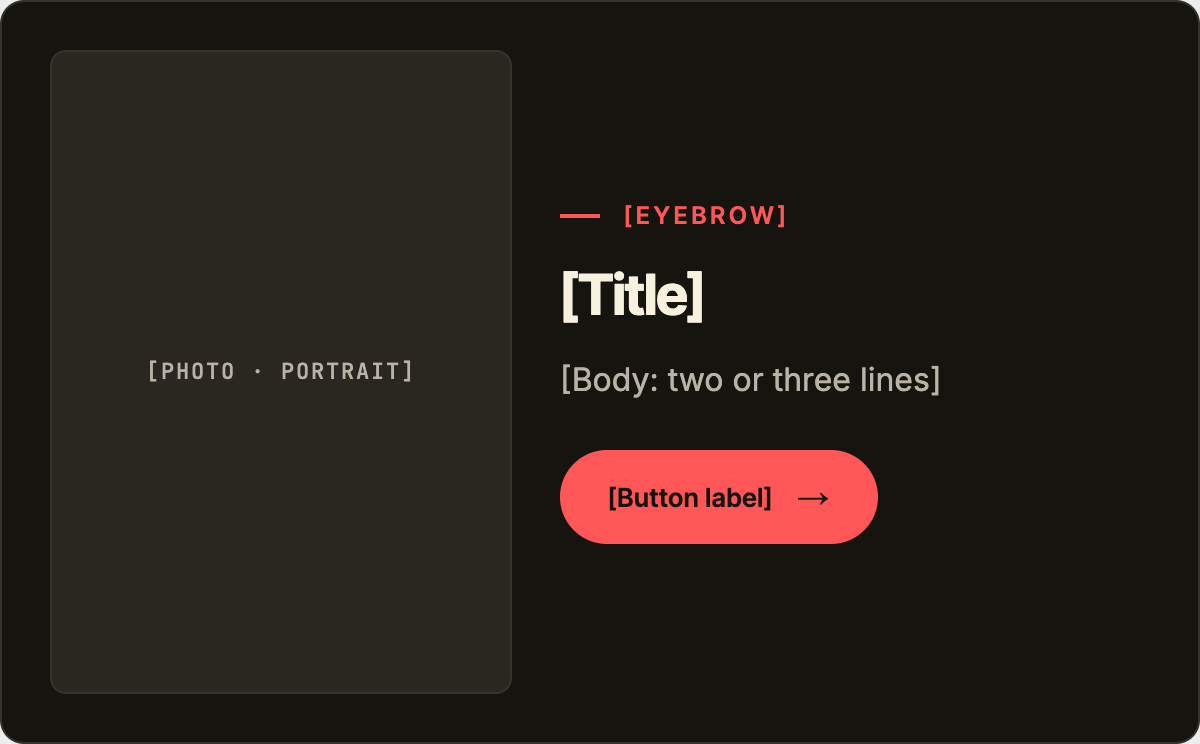 [PHOTO · PORTRAIT]
[EYEBROW]
[Title]
[Body: two or three lines]
[Button label] →